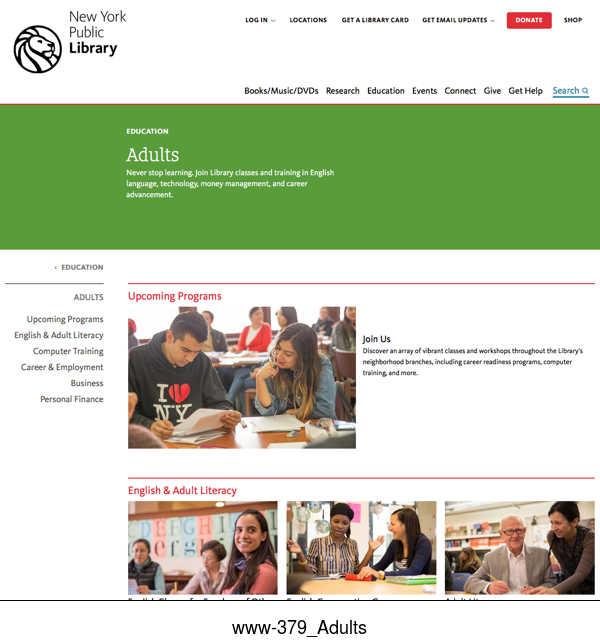 New York
Public
Library
LOG IN LOCATIONS GET A LIBRARY CARD GET EMAIL UPDATES DONATE SHOP
Books/Music/DVDs Research Education Events Connect Give Get Help Search
EDUCATION
Adults
Never stop learning. Join Library classes and training in English
language, technology, money management, and career
advancement.
‹ EDUCATION
ADULTS
Upcoming Programs
English & Adult Literacy
Computer Training
Career & Employment
Business
Personal Finance
Upcoming Programs
I ♥
NY
Join Us
Discover an array of vibrant classes and workshops throughout the Library's
neighborhood branches, including career readiness programs, computer
training, and more.
English & Adult Literacy
www-379_Adults